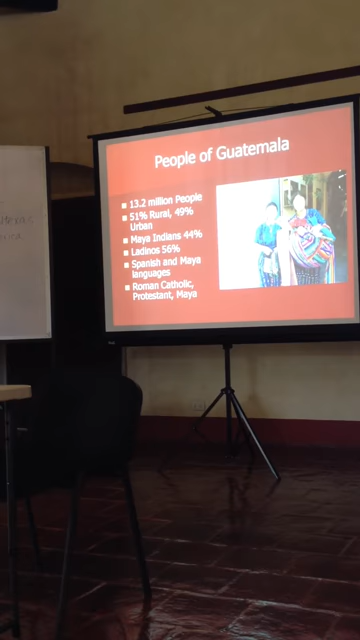 People of Guatemala
13.2 million People
51% Rural, 49%
Urban
Maya Indians 44%
Ladinos 56%
Spanish and Maya
languages
Roman Catholic,
Protestant, Maya